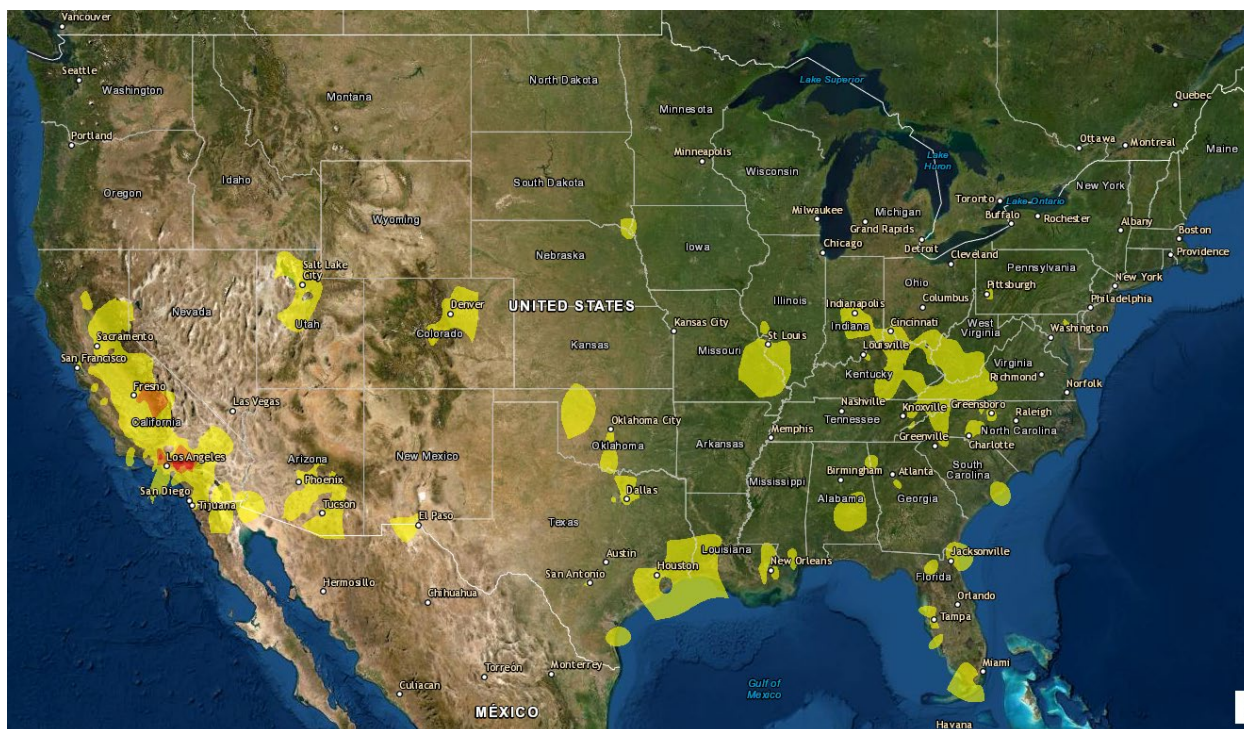 Vancouver
Seattle
Washington
Portland
Oregon
Idaho
Montana
North Dakota
South Dakota
Minnesota
Minneapolis
Wisconsin
Lake Superior
Lake
Huron
Michigan
Milwaukee
Grand Rapids
Detroit
Chicago
Toronto
Lake Ontario
Buffalo
Rochester
Ottawa
Montreal
Quebec
Maine
New York
Albany
Boston
Providence
Wyoming
Nebraska
Iowa
Illinois
Indianapolis
Indiana
Ohio
Columbus
Cleveland
Pennsylvania
Pittsburgh
New York
Philadelphia
Salt Lake
City
Utah
Nevada
Denver
Colorado
UNITED STATES
Kansas
Kansas City
Missouri
St Louis
Cincinnati
Louisville
Kentucky
West
Virginia
Washington
Virginia
Richmond
Norfolk
Sacramento
San Francisco
Fresno
California
Las Vegas
Los Angeles
San Diego
Tijuana
Arizona
Phoenix
Tucson
New Mexico
El Paso
Oklahoma City
Oklahoma
Dallas
Texas
Austin
San Antonio
Houston
Arkansas
Memphis
Nashville
Tennessee
Knoxville
Greensboro
Raleigh
North Carolina
Charlotte
Greenville
South
Carolina
Mississippi
Birmingham
Alabama
Atlanta
Georgia
Louisiana
New Orleans
Jacksonville
Florida
Orlando
Tampa
Miami
Hermosillo
Chihuahua
Torreon
Monterrey
Culiacan
MÉXICO
Gulf of
Mexico
Havana